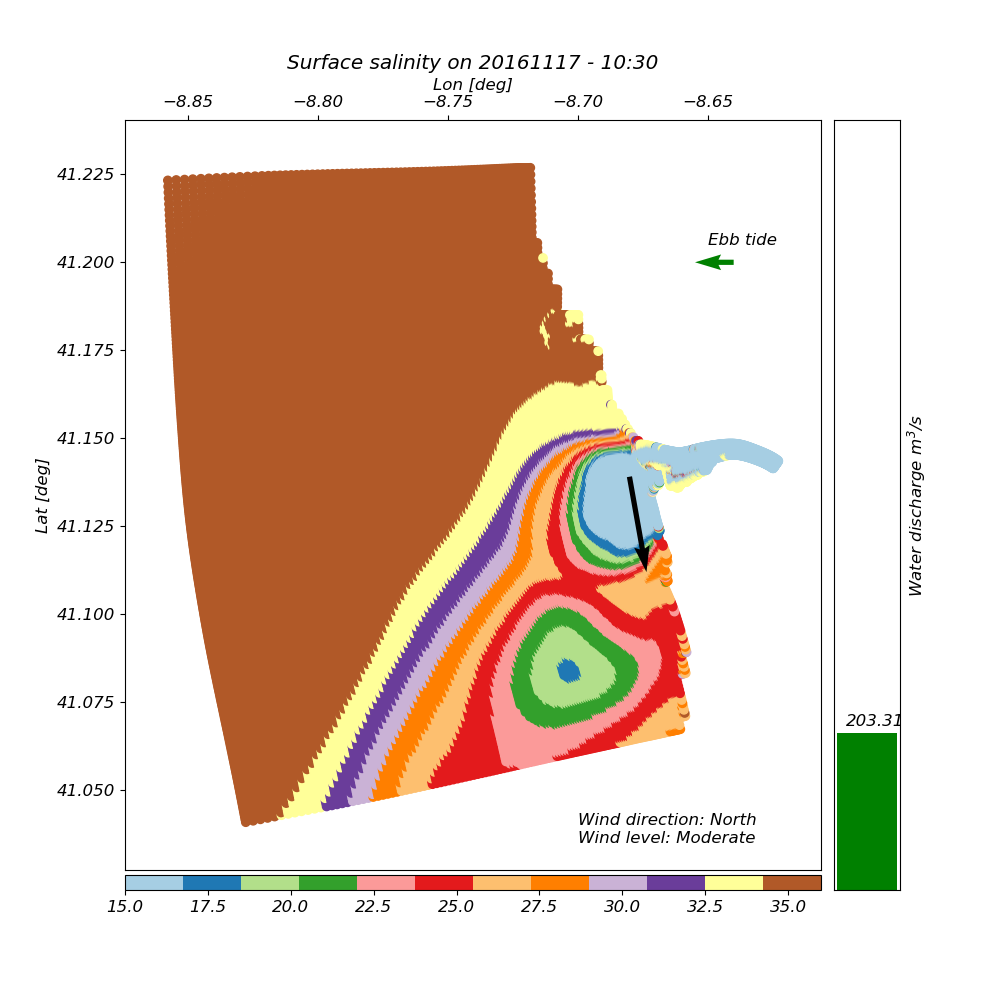 Surface salinity on 20161117 - 10:30
Lon [deg]
−8.85 −8.80 −8.75 −8.70 −8.65
41.225
41.200
41.175
41.150
41.125
41.100
41.075
41.050
Lat [deg]
Ebb tide
Wind direction: North
Wind level: Moderate
203.31
Water discharge m³/s
15.0 17.5 20.0 22.5 25.0 27.5 30.0 32.5 35.0